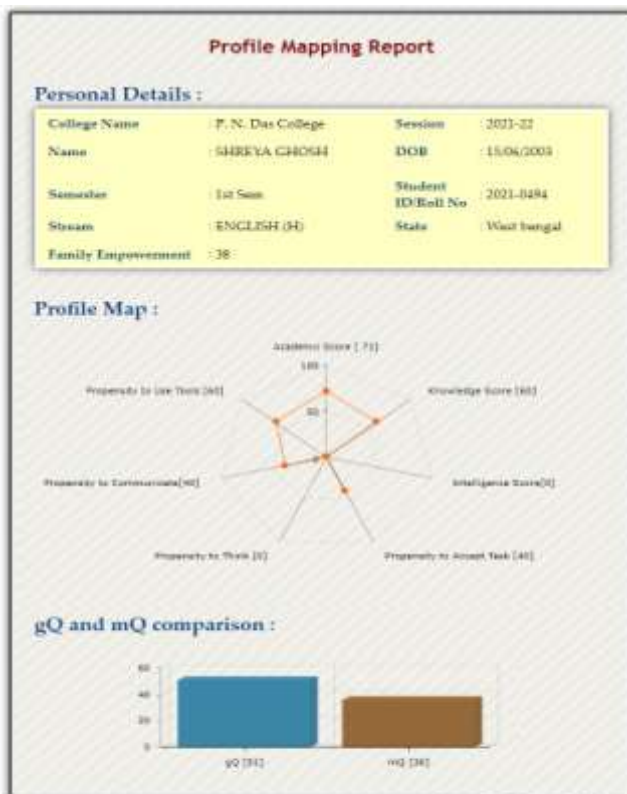 Profile Mapping Report
Personal Details :
College Name : P. N. Das College Session : 2021-22
Name : SHREYA GHOSH DOB : 15/06/2003
Semester : 1st Sem Student ID/Roll No : 2021-0494
Stream : ENGLISH (H) State : West bengal
Family Empowerment : 38
Profile Map :
Academic Score [ 71]
100
Propensity to Use Tools [60] Knowledge Score [60]
50
0
Propensity to Communicate[40] Intelligence Score[0]
Propensity to Think [0] Propensity to Accept Task [40]
gQ and mQ comparison :
60
40
20
0
gQ mQ